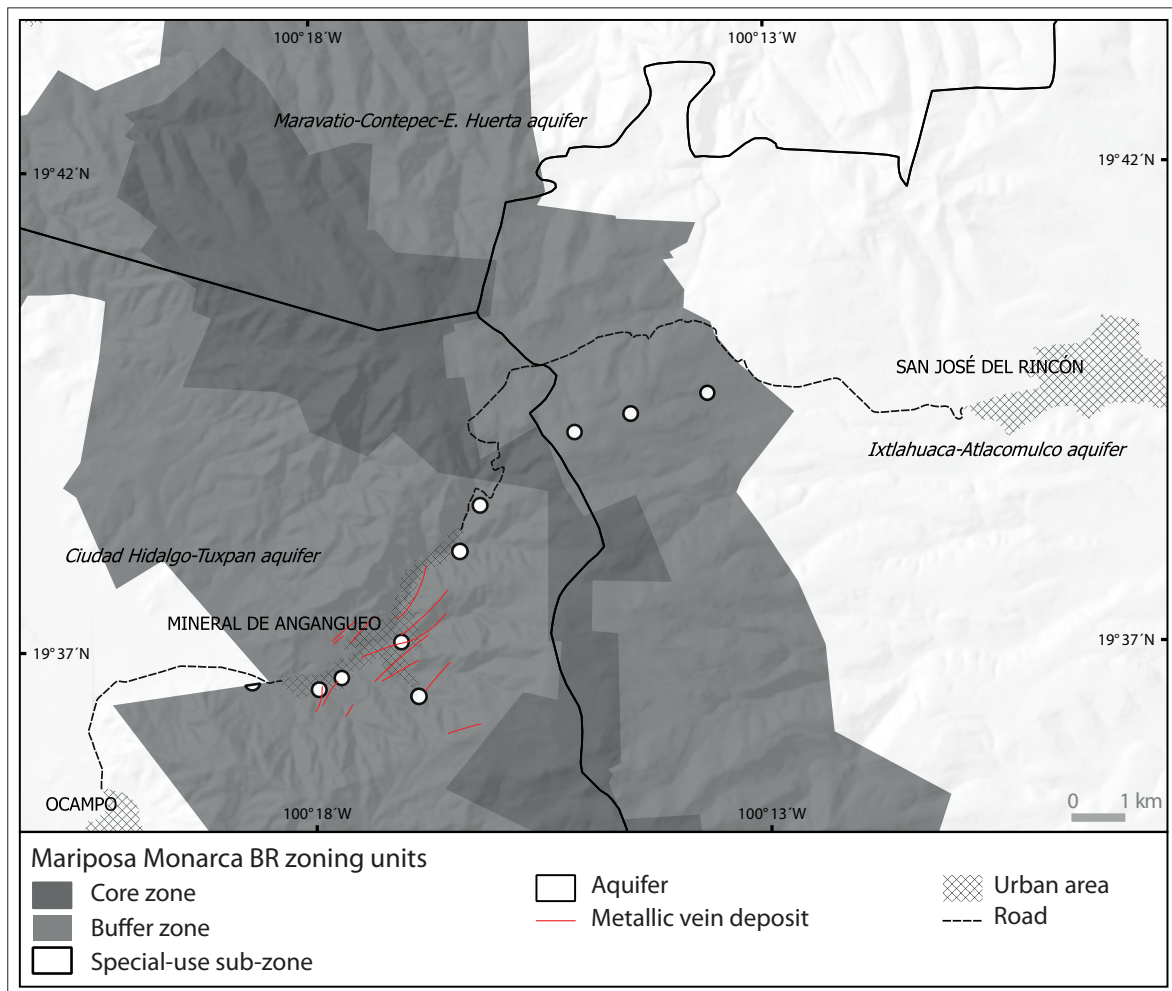 100°18´W
100°13´W
Maravatio-Contepec-E. Huerta aquifer
19°42´N
19°42´N
SAN JOSÉ DEL RINCÓN
Ixtlahuaca-Atlacomulco aquifer
Ciudad Hidalgo-Tuxpan aquifer
MINERAL DE ANGANGUEO
19°37´N
19°37´N
OCAMPO
100°18´W
100°13´W
0 1 km
Mariposa Monarca BR zoning units
Core zone
Buffer zone
Special-use sub-zone
Aquifer
Metallic vein deposit
Urban area
Road